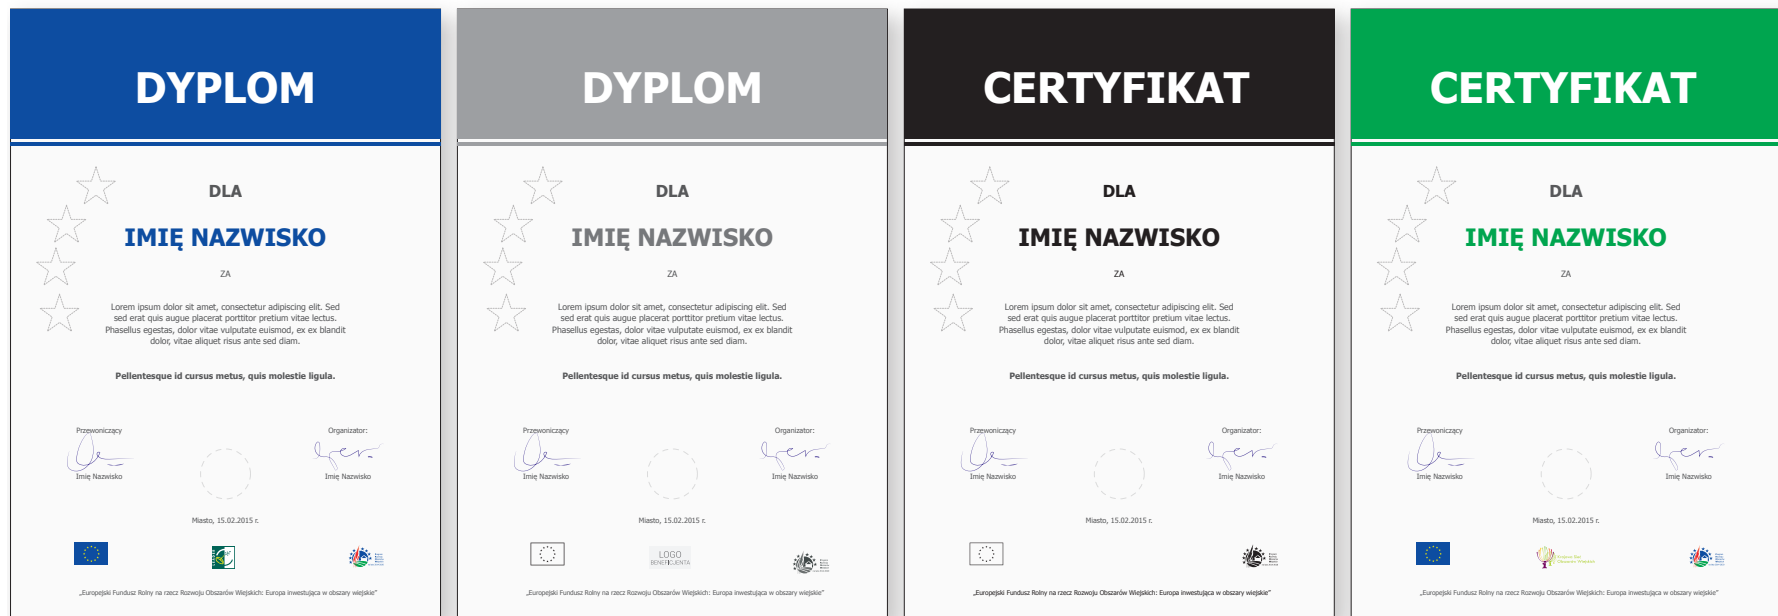 DYPLOM
DLA
IMIĘ NAZWISKO
ZA
Lorem ipsum dolor sit amet, consectetur adipiscing elit. Sed
sed erat quis augue placerat porttitor pretium vitae lectus.
Phasellus egestas, dolor vitae vulputate euismod, ex ex blandit
dolor, vitae aliquet risus ante sed diam.
Pellentesque id cursus metus, quis molestie ligula.
Przewoniczący
Organizator:
Imię Nazwisko
Imię Nazwisko
Miasto, 15.02.2015 r.
„Europejski Fundusz Rolny na rzecz Rozwoju Obszarów Wiejskich: Europa inwestująca w obszary wiejskie”
DYPLOM
DLA
IMIĘ NAZWISKO
ZA
Lorem ipsum dolor sit amet, consectetur adipiscing elit. Sed
sed erat quis augue placerat porttitor pretium vitae lectus.
Phasellus egestas, dolor vitae vulputate euismod, ex ex blandit
dolor, vitae aliquet risus ante sed diam.
Pellentesque id cursus metus, quis molestie ligula.
Przewoniczący
Organizator:
Imię Nazwisko
Imię Nazwisko
Miasto, 15.02.2015 r.
LOGO
BENEFICJENTA
„Europejski Fundusz Rolny na rzecz Rozwoju Obszarów Wiejskich: Europa inwestująca w obszary wiejskie”
CERTYFIKAT
DLA
IMIĘ NAZWISKO
ZA
Lorem ipsum dolor sit amet, consectetur adipiscing elit. Sed
sed erat quis augue placerat porttitor pretium vitae lectus.
Phasellus egestas, dolor vitae vulputate euismod, ex ex blandit
dolor, vitae aliquet risus ante sed diam.
Pellentesque id cursus metus, quis molestie ligula.
Przewoniczący
Organizator:
Imię Nazwisko
Imię Nazwisko
Miasto, 15.02.2015 r.
„Europejski Fundusz Rolny na rzecz Rozwoju Obszarów Wiejskich: Europa inwestująca w obszary wiejskie”
CERTYFIKAT
DLA
IMIĘ NAZWISKO
ZA
Lorem ipsum dolor sit amet, consectetur adipiscing elit. Sed
sed erat quis augue placerat porttitor pretium vitae lectus.
Phasellus egestas, dolor vitae vulputate euismod, ex ex blandit
dolor, vitae aliquet risus ante sed diam.
Pellentesque id cursus metus, quis molestie ligula.
Przewoniczący
Organizator:
Imię Nazwisko
Imię Nazwisko
Miasto, 15.02.2015 r.
Krajowa Sieć
Obszarów Wiejskich
„Europejski Fundusz Rolny na rzecz Rozwoju Obszarów Wiejskich: Europa inwestująca w obszary wiejskie”